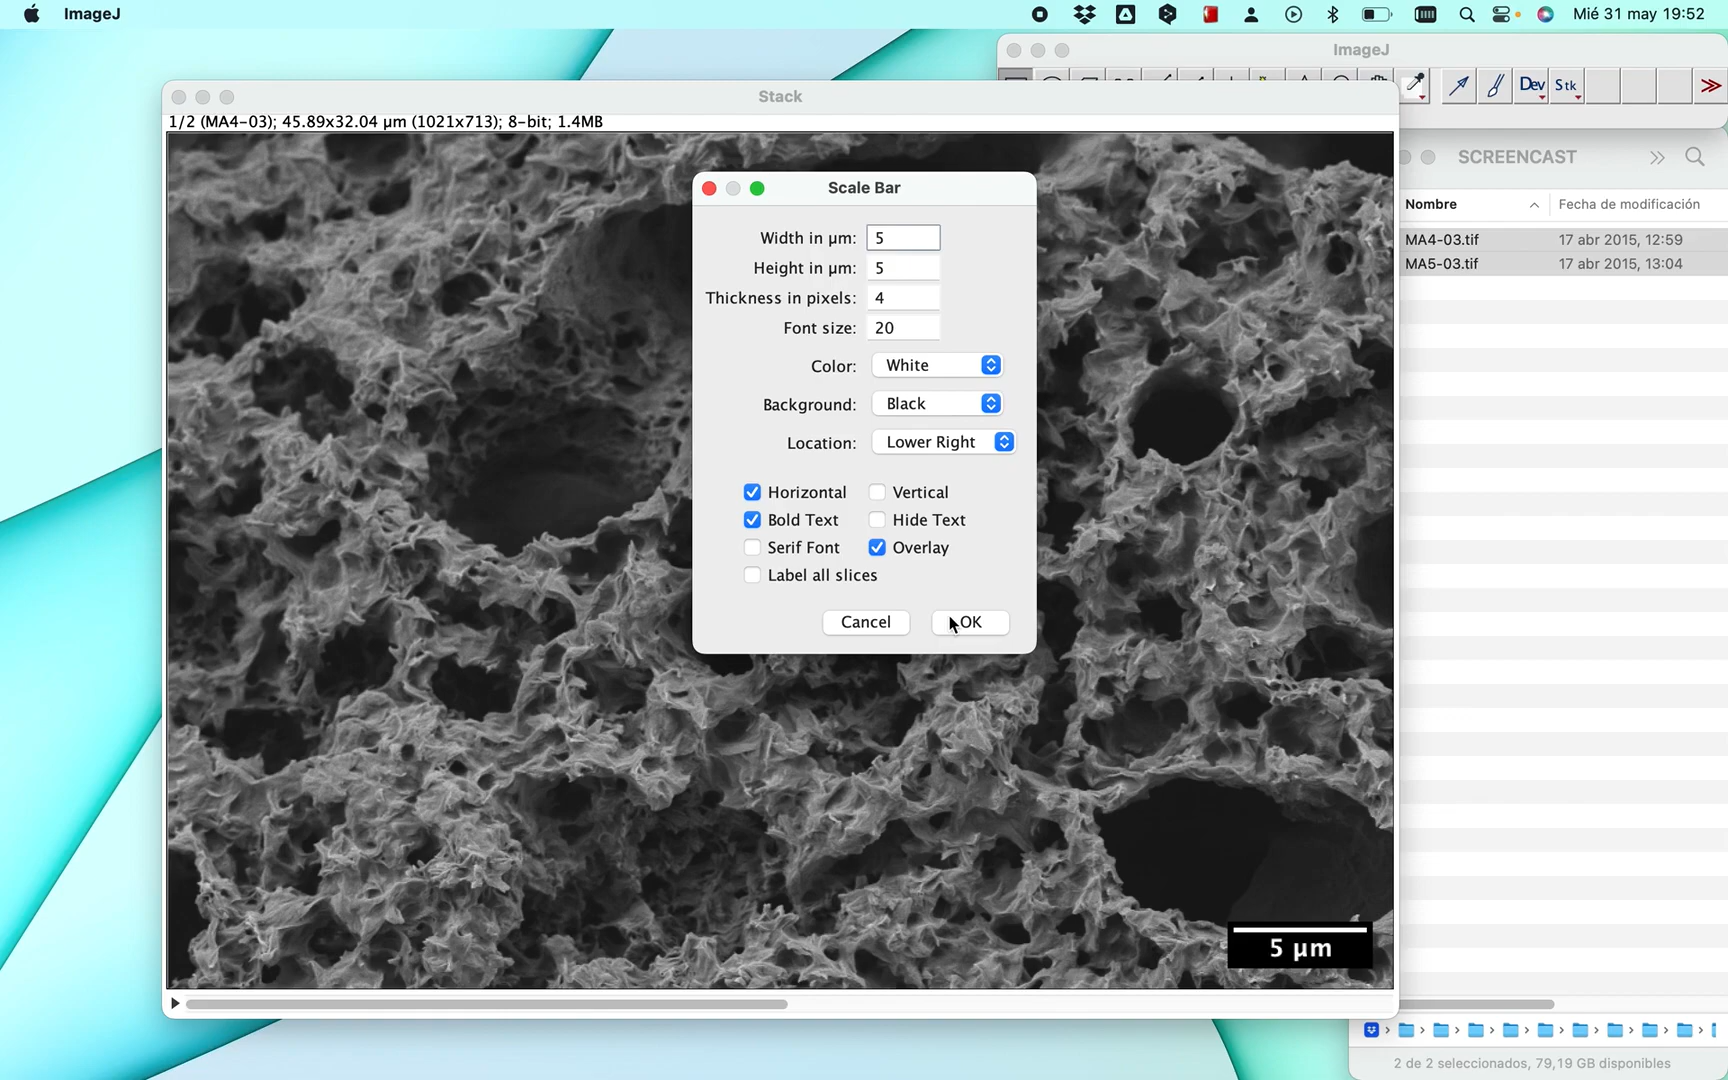 ImageJ
Mié 31 may 19:52
ImageJ
Dev Stk
Stack
1/2 (MA4-03); 45.89x32.04 µm (1021x713); 8-bit; 1.4MB
SCREENCAST
Nombre Fecha de modificación
MA4-03.tif 17 abr 2015, 12:59
MA5-03.tif 17 abr 2015, 13:04
Scale Bar
Width in µm: 5
Height in µm: 5
Thickness in pixels: 4
Font size: 20
Color: White
Background: Black
Location: Lower Right
Horizontal Vertical
Bold Text Hide Text
Serif Font Overlay
Label all slices
Cancel OK
5 µm
2 de 2 seleccionados, 79,19 GB disponibles